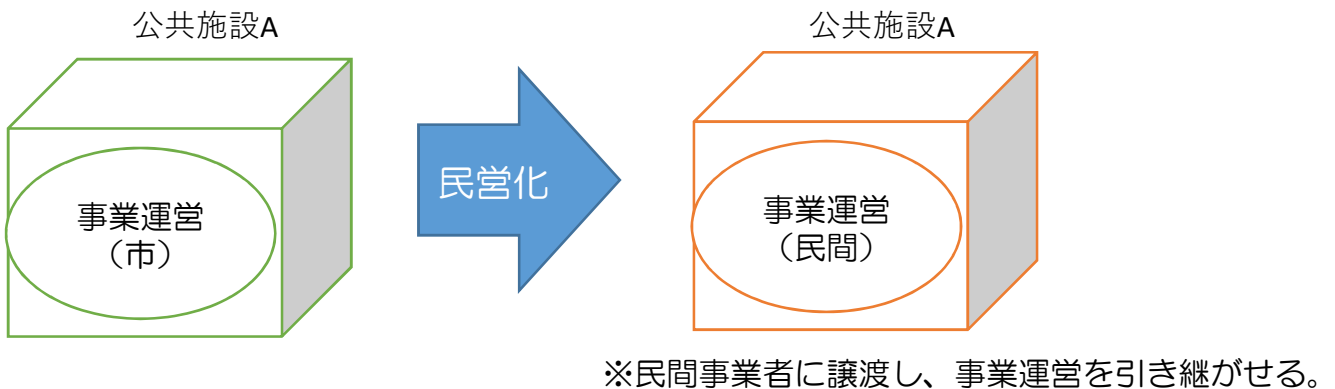 公共施設A
公共施設A
事業運営
（市）
民営化
事業運営
（民間）
※民間事業者に譲渡し、事業運営を引き継がせる。